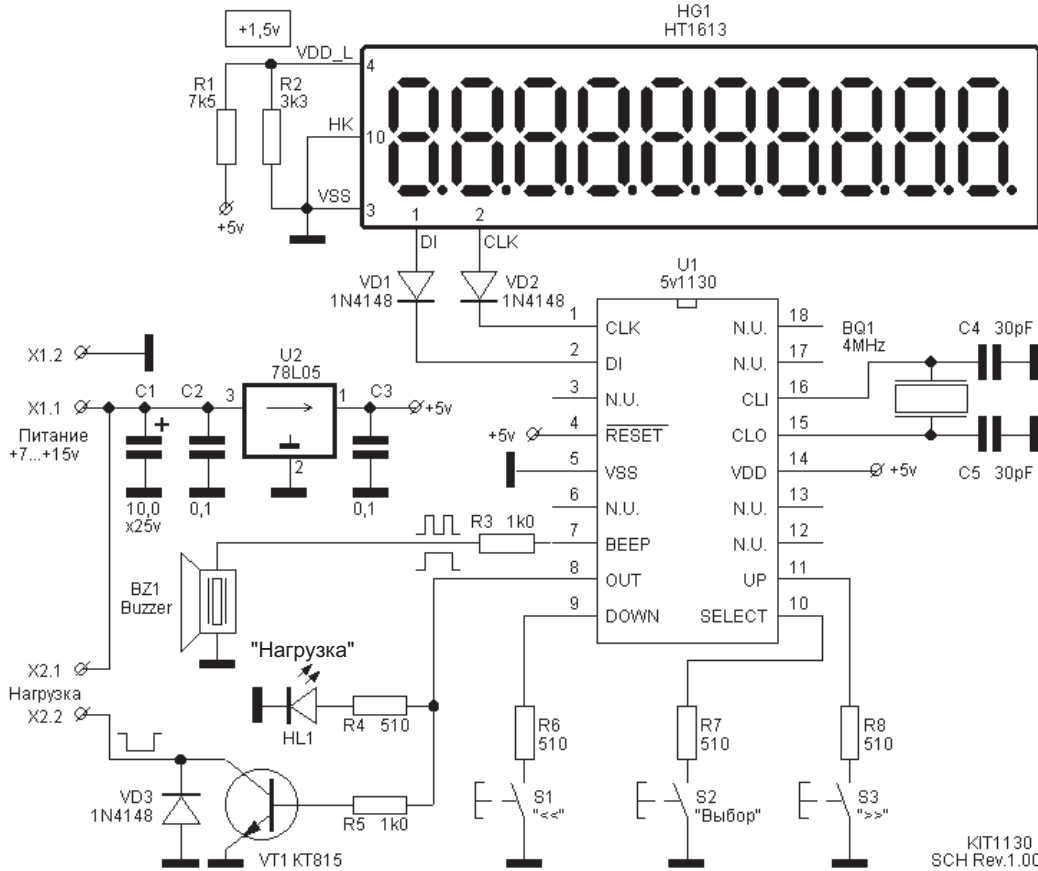 HG1
HT1613
+1,5v
VDD_L
4
R1
7k5
R2
3k3
HK
10
VSS
3
+5v
1
2
DI
CLK
VD1
1N4148
VD2
1N4148
U1
5v1130
1
CLK
N.U.
18
2
DI
N.U.
17
3
N.U.
CLI
16
+5v
4
RESET
CLO
15
5
VSS
VDD
14
+5v
6
N.U.
N.U.
13
7
BEEP
N.U.
12
8
OUT
UP
11
9
DOWN
SELECT
10
BQ1
4MHz
C4 30pF
C5 30pF
X1.2
X1.1
Питание
+7...+15v
C1
+
10,0
x25v
C2
0,1
U2
78L05
3
1
2
C3
0,1
+5v
R3 1k0
BZ1
Buzzer
X2.1
Нагрузка
X2.2
"Нагрузка"
HL1
R4 510
VD3
1N4148
R5 1k0
VT1 КТ815
R6
510
R7
510
R8
510
S1
"<<"
S2
"Выбор"
S3
">>"
KIT1130
SCH Rev.1.00